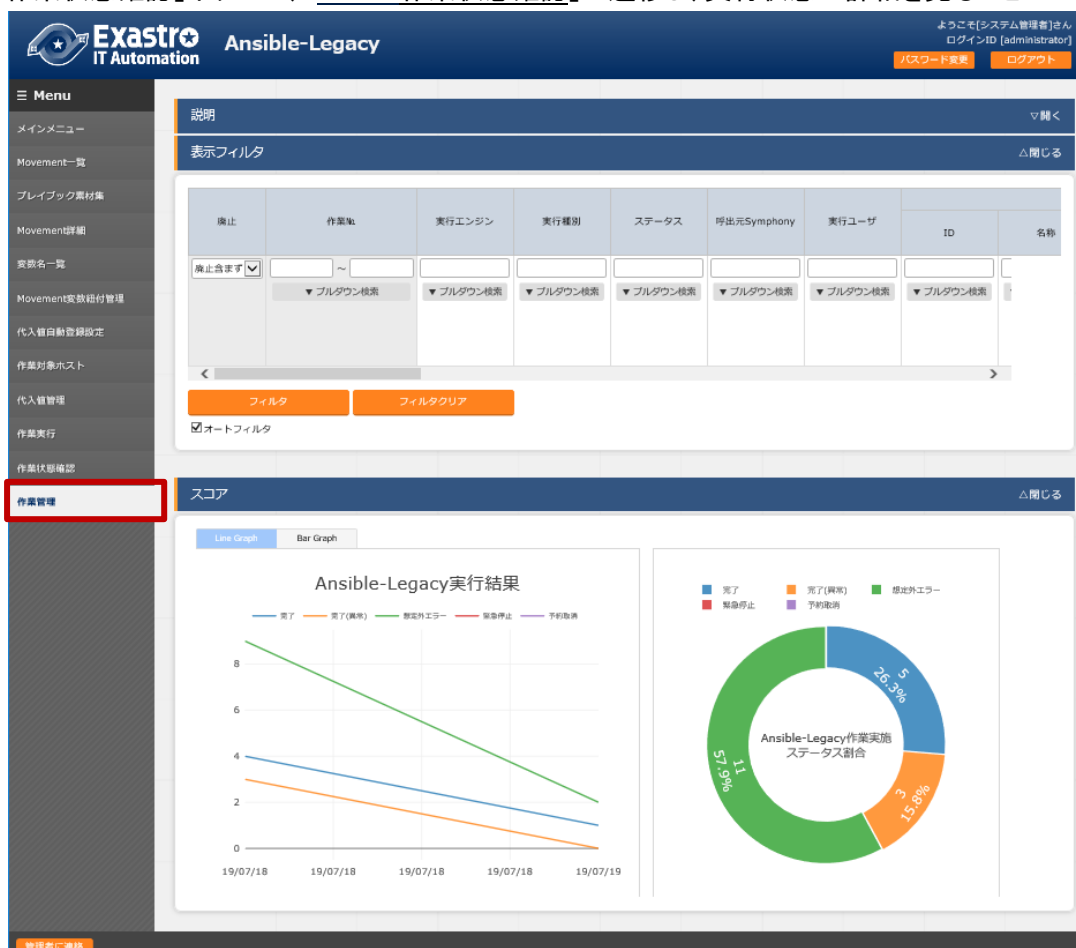 Exastro
IT Automation
Ansible-Legacy
ようこそ[システム管理者]さん
ログインID [administrator]
パスワード変更 ログアウト
☰ Menu
メインメニュー
Movement一覧
プレイブック素材集
Movement詳細
変数名一覧
Movement変数紐付管理
代入値自動登録設定
作業対象ホスト
代入値管理
作業実行
作業状態確認
作業管理
説明 ▽開く
表示フィルタ △閉じる
廃止 作業№ 実行エンジン 実行種別 ステータス 呼出元Symphony 実行ユーザ
ID 名称
廃止含まず ～
▼ プルダウン検索 ▼ プルダウン検索 ▼ プルダウン検索 ▼ プルダウン検索 ▼ プルダウン検索 ▼ プルダウン検索 ▼ プルダウン検索
フィルタ フィルタクリア
オートフィルタ
スコア △閉じる
Line Graph Bar Graph
Ansible-Legacy実行結果
完了 完了(異常) 想定外エラー 緊急停止 予約取消
8
6
4
2
0
19/07/18 19/07/18 19/07/18 19/07/18 19/07/19
完了 完了(異常) 想定外エラー
緊急停止 予約取消
5
26.3%
3
15.8%
11
57.9%
Ansible-Legacy作業実施
ステータス割合
管理者に連絡